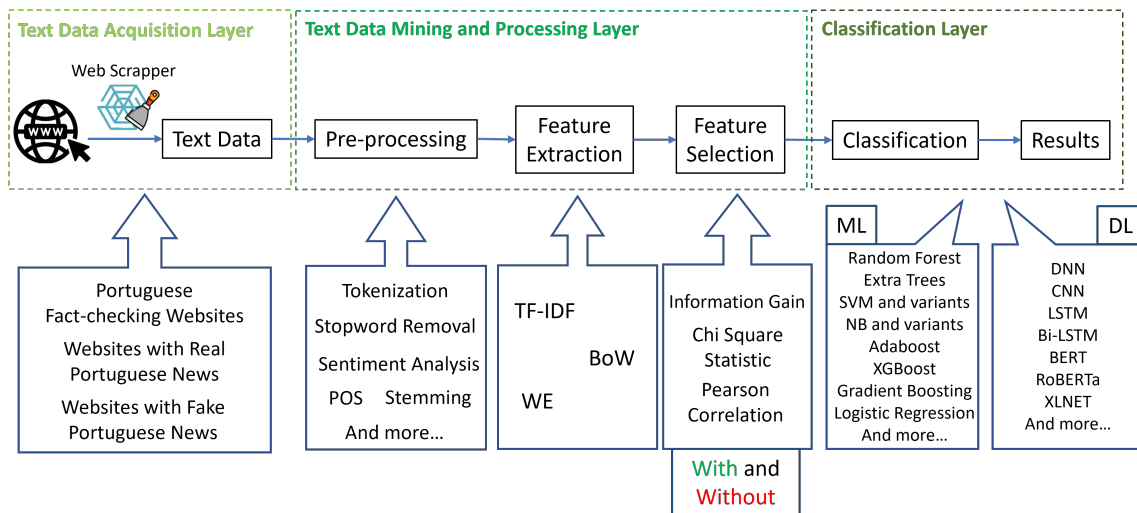 Text Data Acquisition Layer
Text Data Mining and Processing Layer
Classification Layer
Web Scrapper
WWW
Text Data
Pre-processing
Feature
Extraction
Feature
Selection
Classification
Results
Portuguese
Fact-checking Websites
Websites with Real
Portuguese News
Websites with Fake
Portuguese News
Tokenization
Stopword Removal
Sentiment Analysis
POS Stemming
And more...
TF-IDF
BoW
WE
Information Gain
Chi Square
Statistic
Pearson
Correlation
With and
Without
ML
Random Forest
Extra Trees
SVM and variants
NB and variants
Adaboost
XGBoost
Gradient Boosting
Logistic Regression
And more...
DL
DNN
CNN
LSTM
Bi-LSTM
BERT
RoBERTa
XLNET
And more...